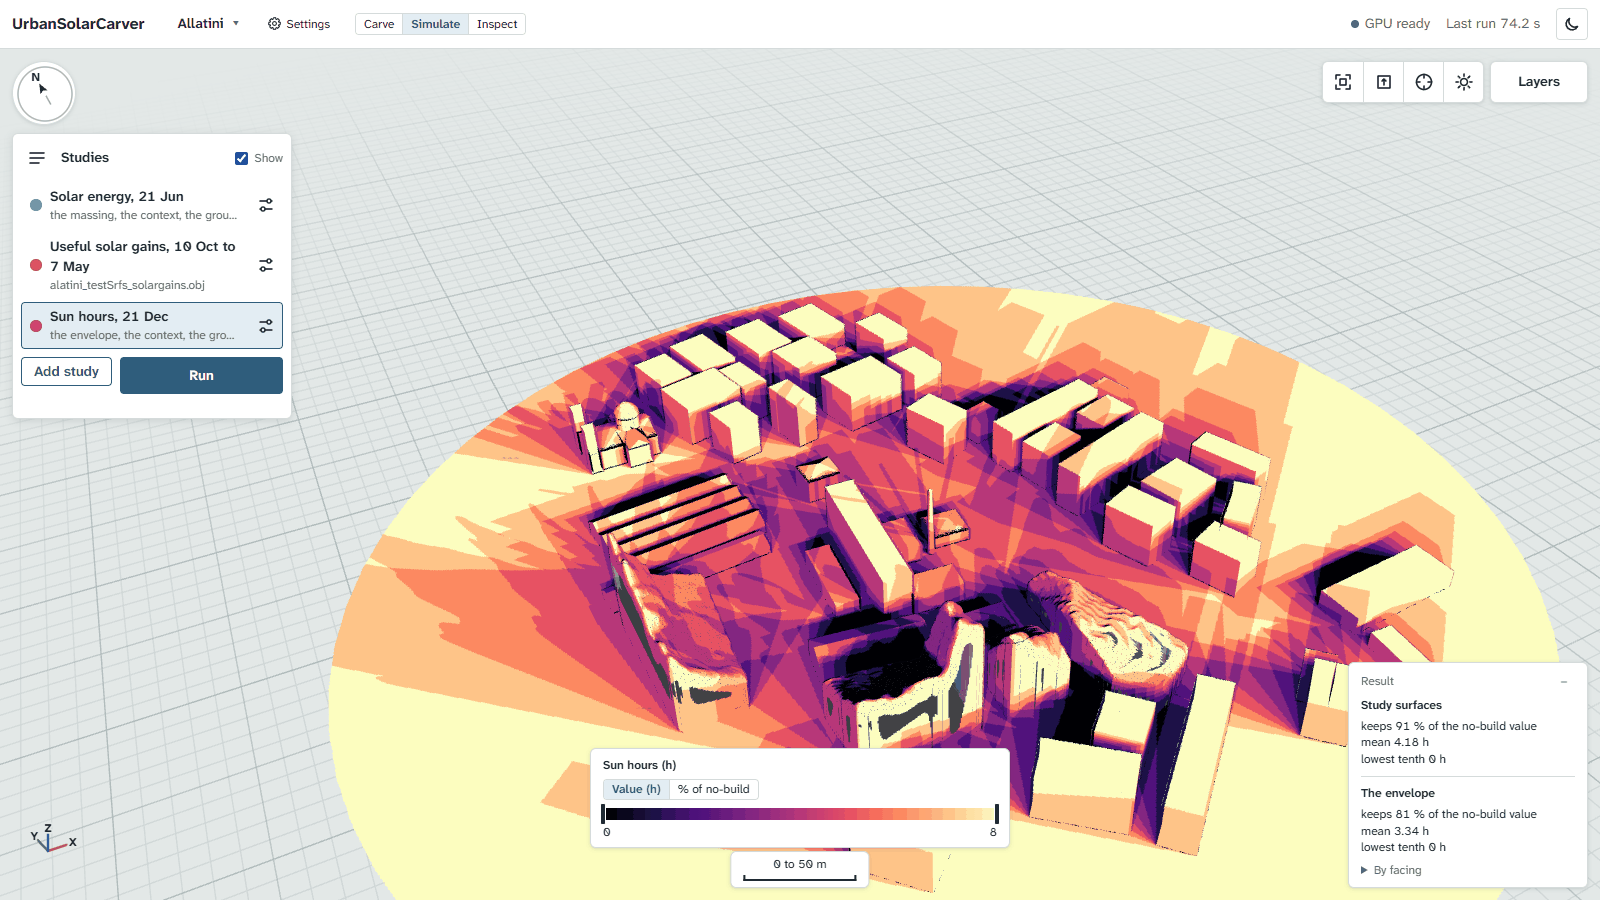 UrbanSolarCarver
Allatini
Settings
Carve
Simulate
Inspect
GPU ready
Last run 74.2 s
N
Layers
Studies
Show
Solar energy, 21 Jun
the massing, the context, the grou...
Useful solar gains, 10 Oct to
7 May
alatini_testSrfs_solargains.obj
Sun hours, 21 Dec
the envelope, the context, the gro...
Add study
Run
Result
Study surfaces
keeps 91 % of the no-build value
mean 4.18 h
lowest tenth 0 h
The envelope
keeps 81 % of the no-build value
mean 3.34 h
lowest tenth 0 h
By facing
Sun hours (h)
Value (h)
% of no-build
0
8
0 to 50 m
Y
Z
X